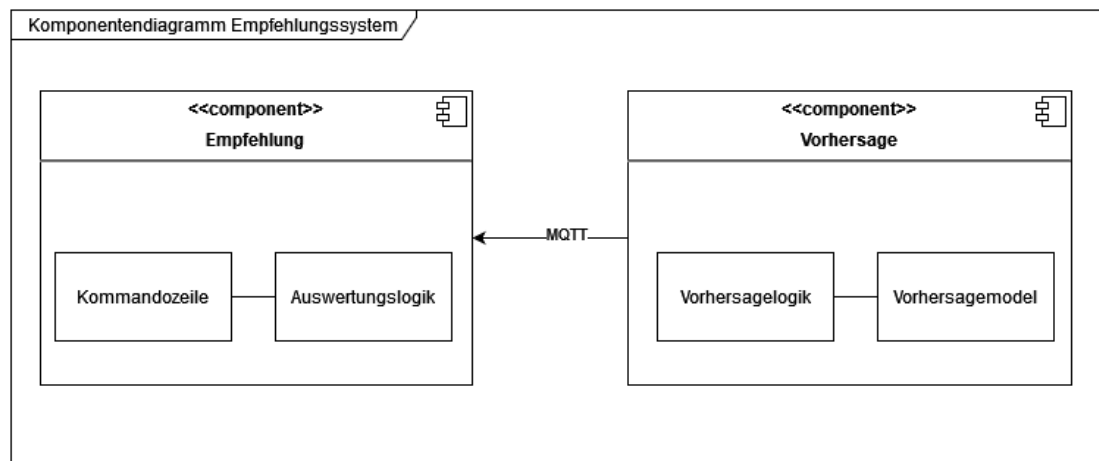 Komponentendiagramm Empfehlungssystem
<<component>>
Empfehlung
Kommandozeile
Auswertungslogik
MQTT
<<component>>
Vorhersage
Vorhersagelogik
Vorhersagemodel